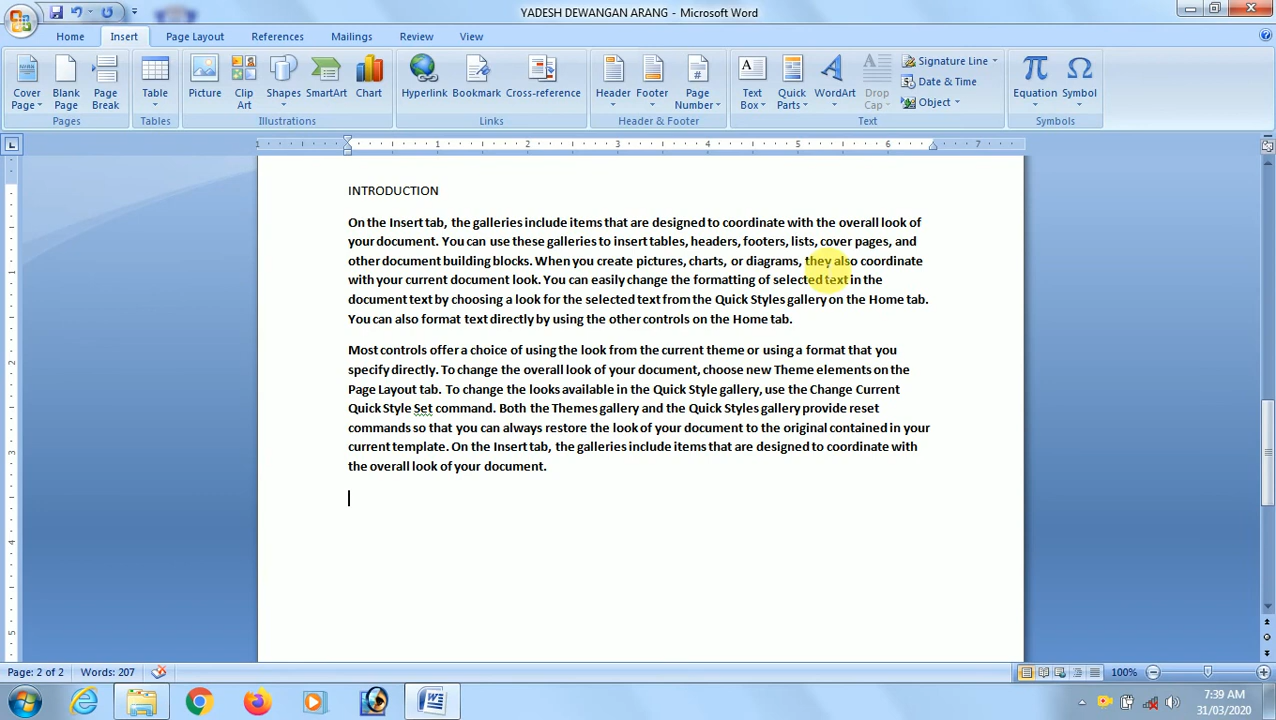 YADESH DEWANGAN ARANG - Microsoft Word
Home Insert Page Layout References Mailings Review View
Cover Page Blank Page Page Break Table Picture Clip Art Shapes SmartArt Chart Hyperlink Bookmark Cross-reference Header Footer Page Number Text Box Quick Parts WordArt Drop Cap Signature Line Date & Time Object Equation Symbol
Pages Tables Illustrations Links Header & Footer Text Symbols
1 1 2 3 4 5 6 7
INTRODUCTION
On the Insert tab, the galleries include items that are designed to coordinate with the overall look of
your document. You can use these galleries to insert tables, headers, footers, lists, cover pages, and
other document building blocks. When you create pictures, charts, or diagrams, they also coordinate
with your current document look. You can easily change the formatting of selected text in the
document text by choosing a look for the selected text from the Quick Styles gallery on the Home tab.
You can also format text directly by using the other controls on the Home tab.
Most controls offer a choice of using the look from the current theme or using a format that you
specify directly. To change the overall look of your document, choose new Theme elements on the
Page Layout tab. To change the looks available in the Quick Style gallery, use the Change Current
Quick Style Set command. Both the Themes gallery and the Quick Styles gallery provide reset
commands so that you can always restore the look of your document to the original contained in your
current template. On the Insert tab, the galleries include items that are designed to coordinate with
the overall look of your document.
Page: 2 of 2 Words: 207 100%
7:39 AM
31/03/2020